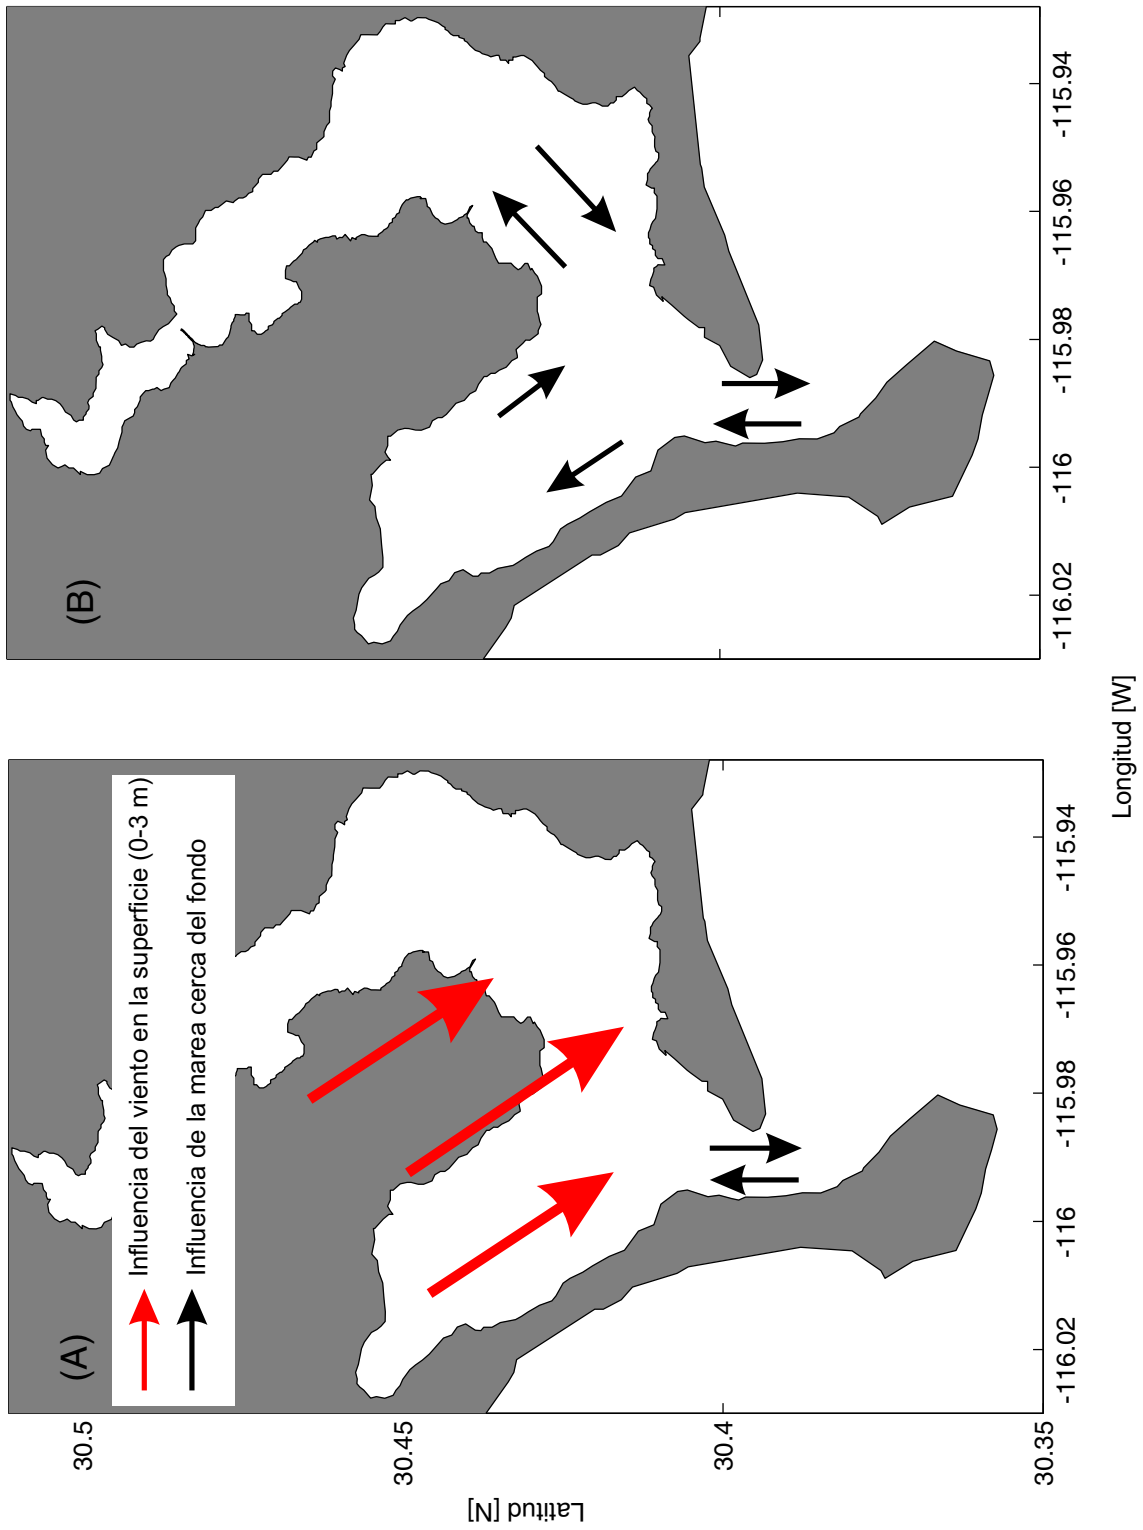 (A)
Influencia del viento en la superficie (0-3 m)
Influencia de la marea cerca del fondo
(B)
30.5
30.45
30.4
30.35
Latitud [N]
-116.02
-116
-115.98
-115.96
-115.94
-116.02
-116
-115.98
-115.96
-115.94
Longitud [W]